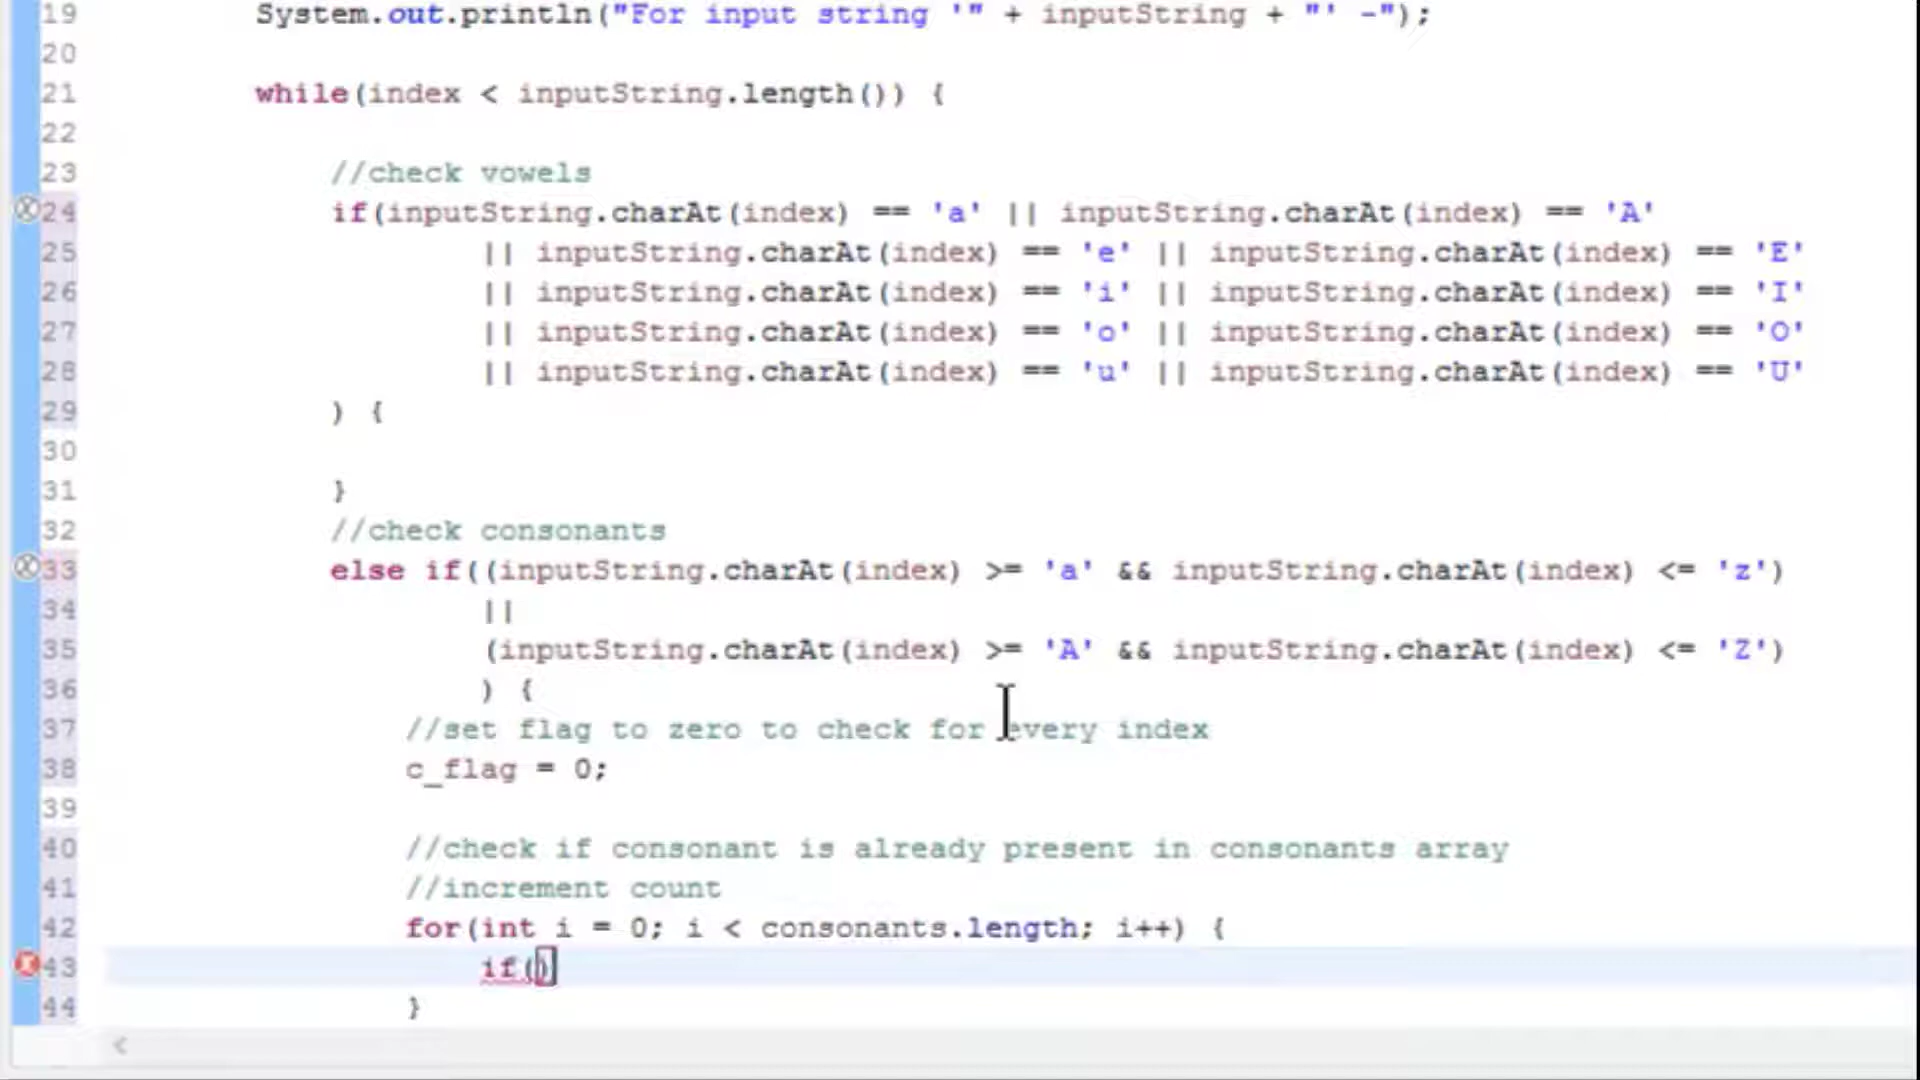 19 System.out.println("For input string '" + inputString + "' -");
20
21 while(index < inputString.length()) {
22
23 //check vowels
24 if(inputString.charAt(index) == 'a' || inputString.charAt(index) == 'A'
25 || inputString.charAt(index) == 'e' || inputString.charAt(index) == 'E'
26 || inputString.charAt(index) == 'i' || inputString.charAt(index) == 'I'
27 || inputString.charAt(index) == 'o' || inputString.charAt(index) == 'O'
28 || inputString.charAt(index) == 'u' || inputString.charAt(index) == 'U'
29 ) {
30
31 }
32 //check consonants
33 else if((inputString.charAt(index) >= 'a' && inputString.charAt(index) <= 'z')
34 ||
35 (inputString.charAt(index) >= 'A' && inputString.charAt(index) <= 'Z')
36 ) {
37 //set flag to zero to check for every index
38 c_flag = 0;
39
40 //check if consonant is already present in consonants array
41 //increment count
42 for(int i = 0; i < consonants.length; i++) {
43 if()
44 }